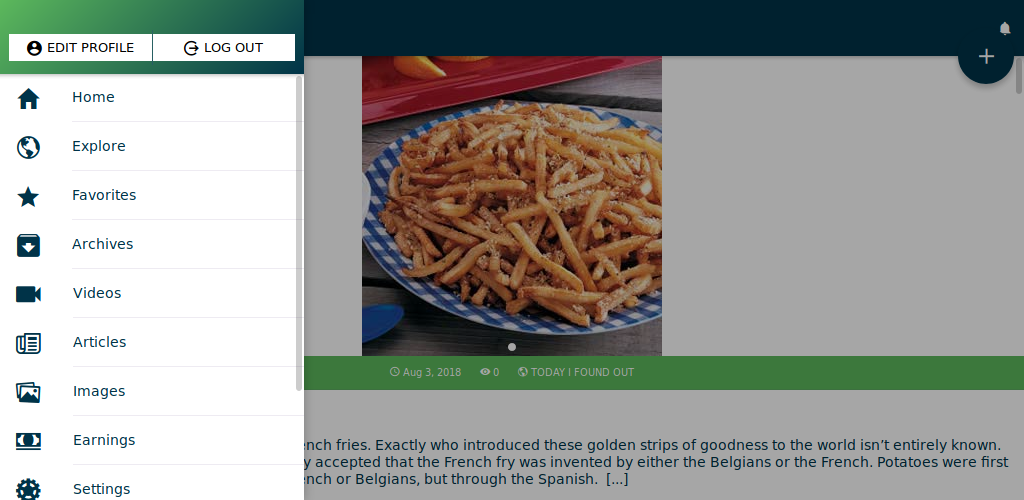 EDIT PROFILE
LOG OUT
Home
Explore
Favorites
Archives
Videos
Articles
Images
Earnings
Settings
Aug 3, 2018 0 TODAY I FOUND OUT
fries. Exactly who introduced these golden strips of goodness to the world isn’t entirely known.
accepted that the French fry was invented by either the Belgians or the French. Potatoes were first
or Belgians, but through the Spanish. [...]